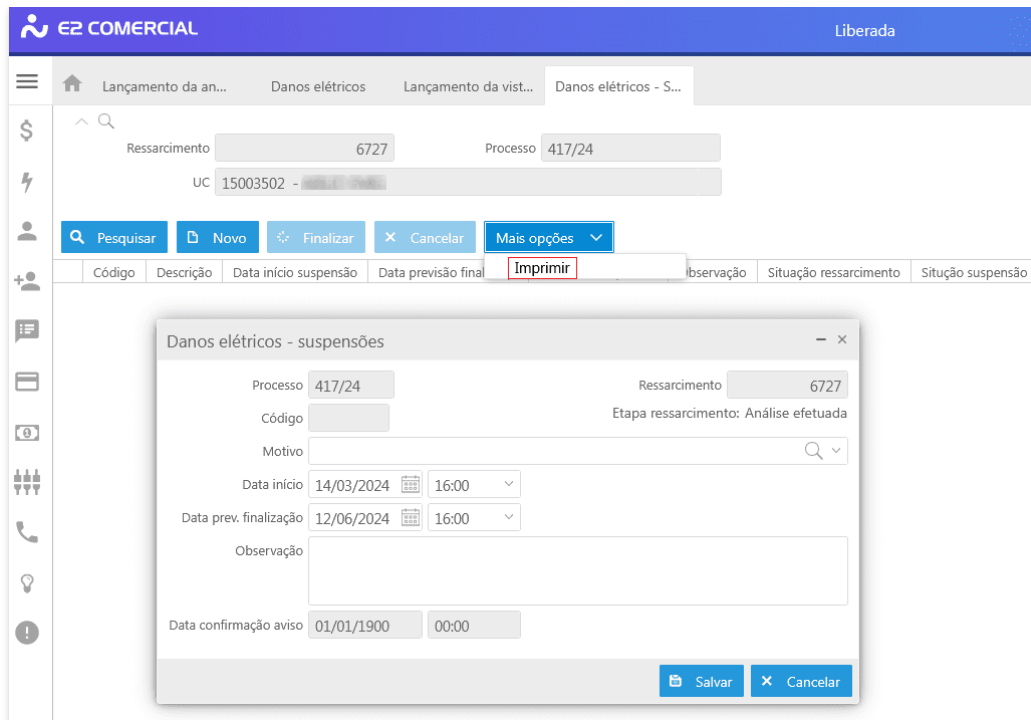 E2 COMERCIAL
Liberada
Lançamento da an... Danos elétricos Lançamento da vist... Danos elétricos - S...
Ressarcimento 6727 Processo 417/24
UC 15003502 -
Pesquisar Novo Finalizar Cancelar Mais opções
Imprimir
Código Descrição Data início suspensão Data previsão final Observação Situação ressarcimento Situção suspensão
Danos elétricos - suspensões
Processo 417/24 Ressarcimento 6727
Código Etapa ressarcimento: Análise efetuada
Motivo
Data início 14/03/2024 16:00
Data prev. finalização 12/06/2024 16:00
Observação
Data confirmação aviso 01/01/1900 00:00
Salvar Cancelar